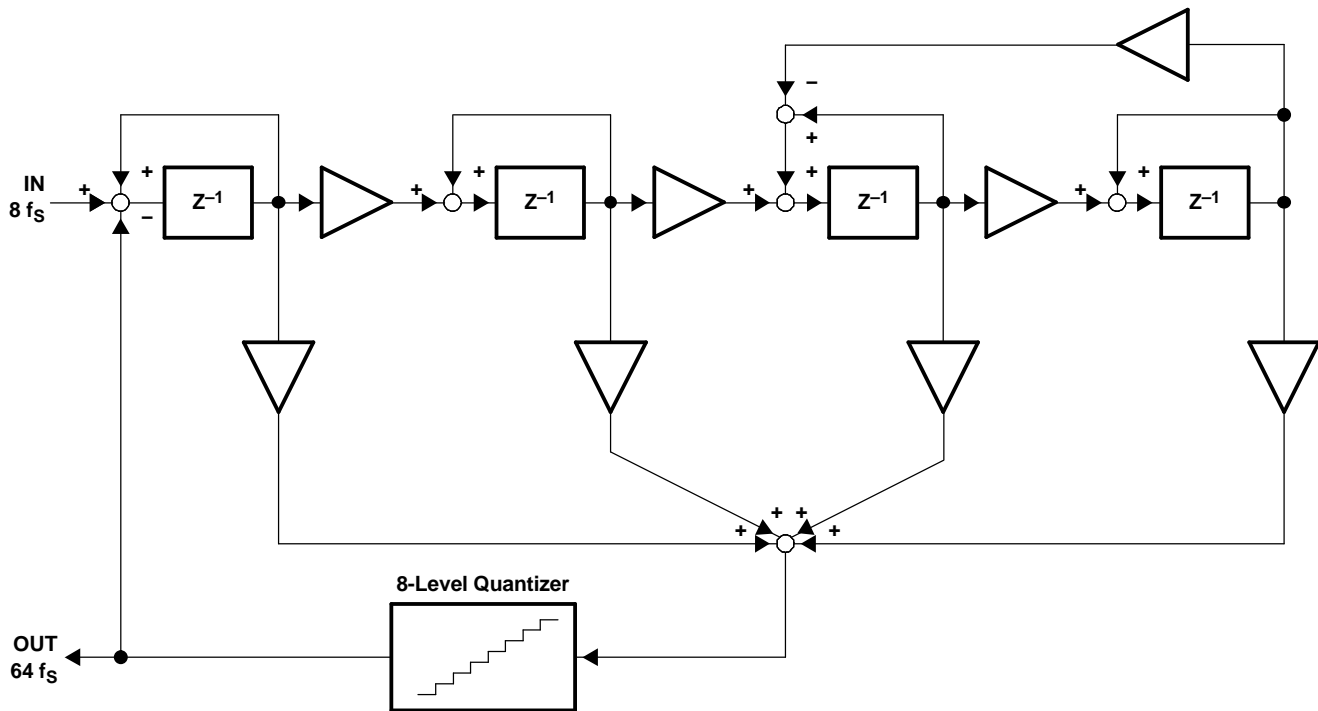 –
+
+
+
+
+
IN
8 fS
+
–
Z–1
+
Z–1
+
+
Z–1
+
Z–1
+
+
+
+
8-Level Quantizer
OUT
64 fS